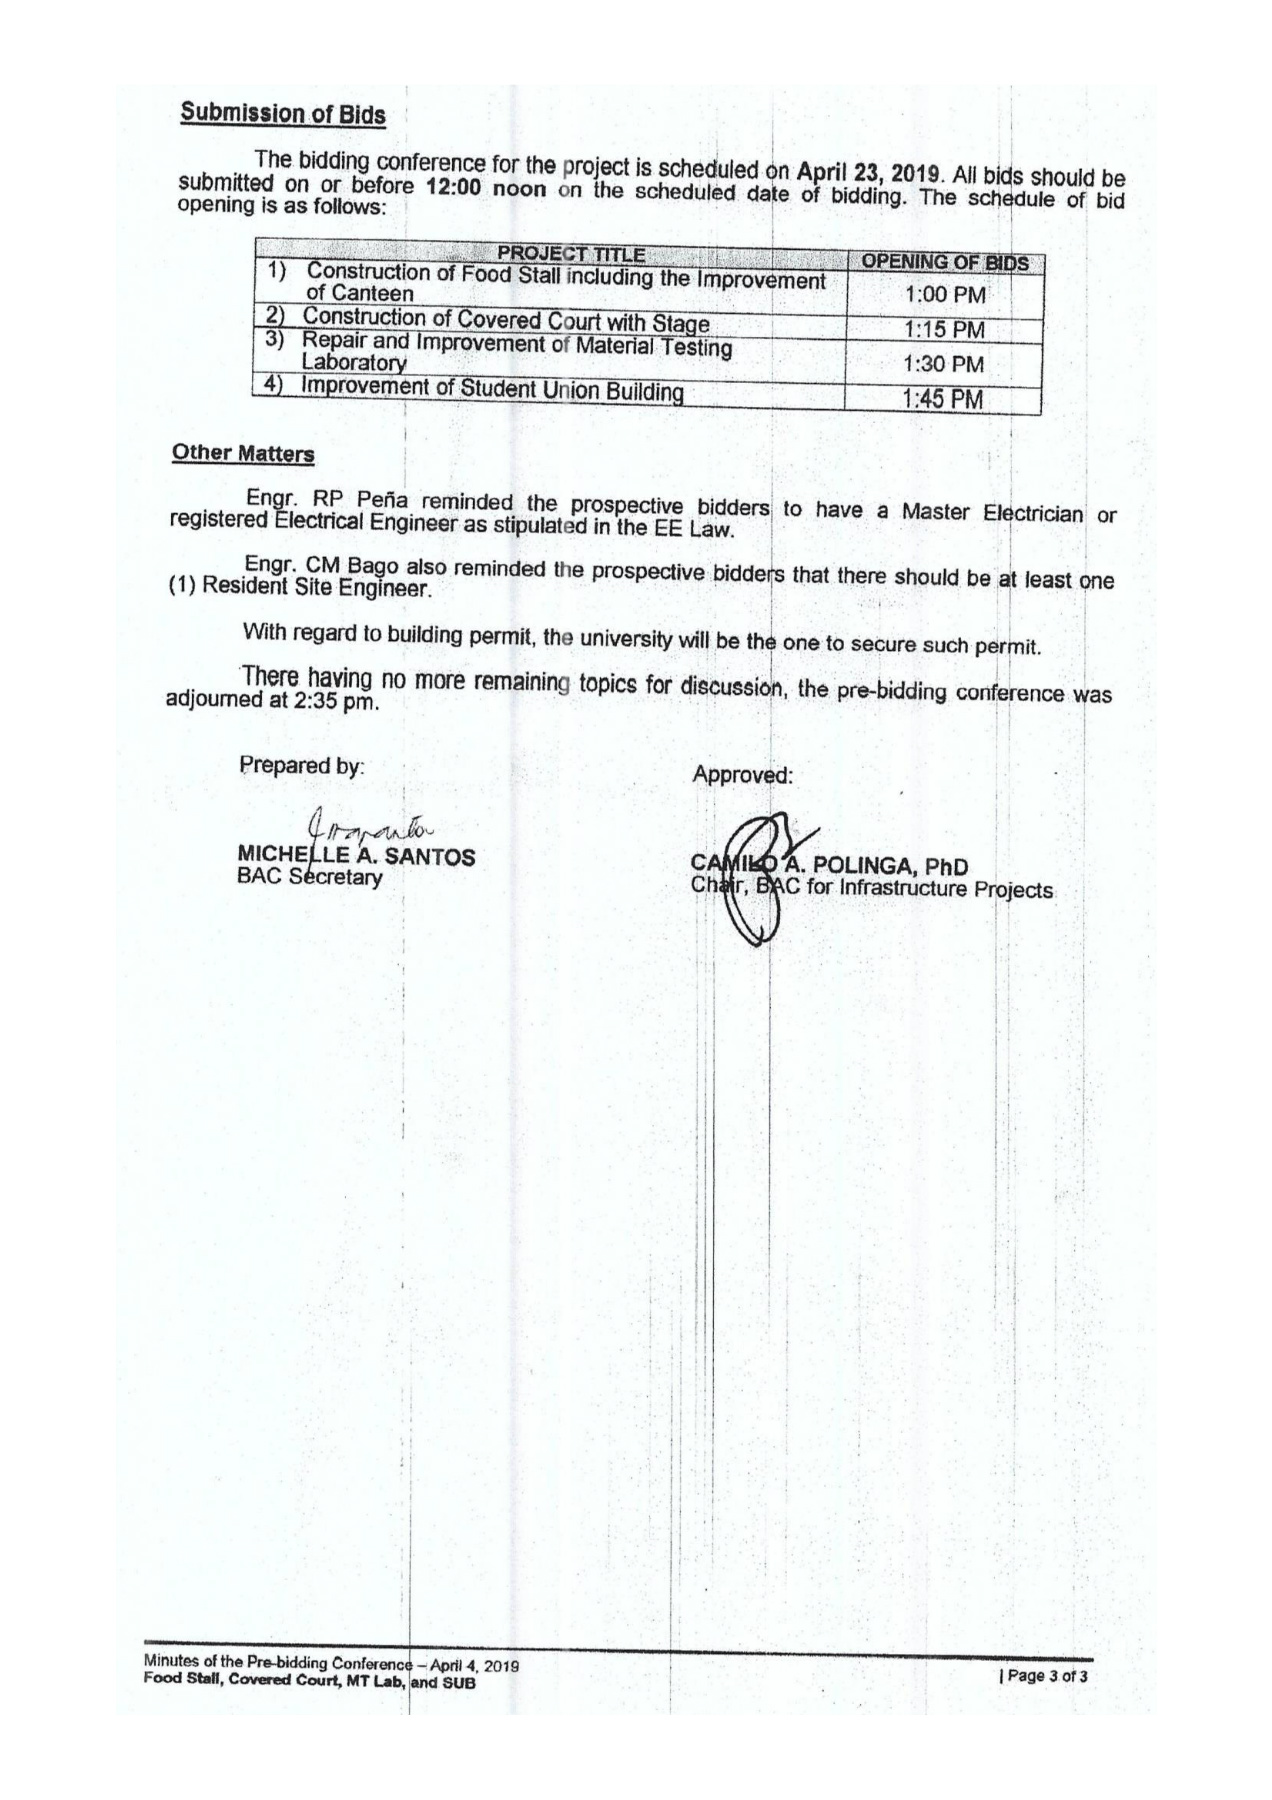 Submission of Bids
The bidding conference for the project is scheduled on April 23, 2019. All bids should be
submitted on or before 12:00 noon on the scheduled date of bidding. The schedule of bid
opening is as follows:
PROJECT TITLE OPENING OF BIDS
1) Construction of Food Stall including the Improvement
of Canteen 1:00 PM
2) Construction of Covered Court with Stage 1:15 PM
3) Repair and Improvement of Material Testing
Laboratory 1:30 PM
4) Improvement of Student Union Building 1:45 PM
Other Matters
Engr. RP Peña reminded the prospective bidders to have a Master Electrician or
registered Electrical Engineer as stipulated in the EE Law.
Engr. CM Bago also reminded the prospective bidders that there should be at least one
(1) Resident Site Engineer.
With regard to building permit, the university will be the one to secure such permit.
There having no more remaining topics for discussion, the pre-bidding conference was
adjourned at 2:35 pm.
Prepared by: Approved:
MICHELLE A. SANTOS CAMILO A. POLINGA, PhD
BAC Secretary Chair, BAC for Infrastructure Projects
Minutes of the Pre-bidding Conference – April 4, 2019
Food Stall, Covered Court, MT Lab, and SUB | Page 3 of 3